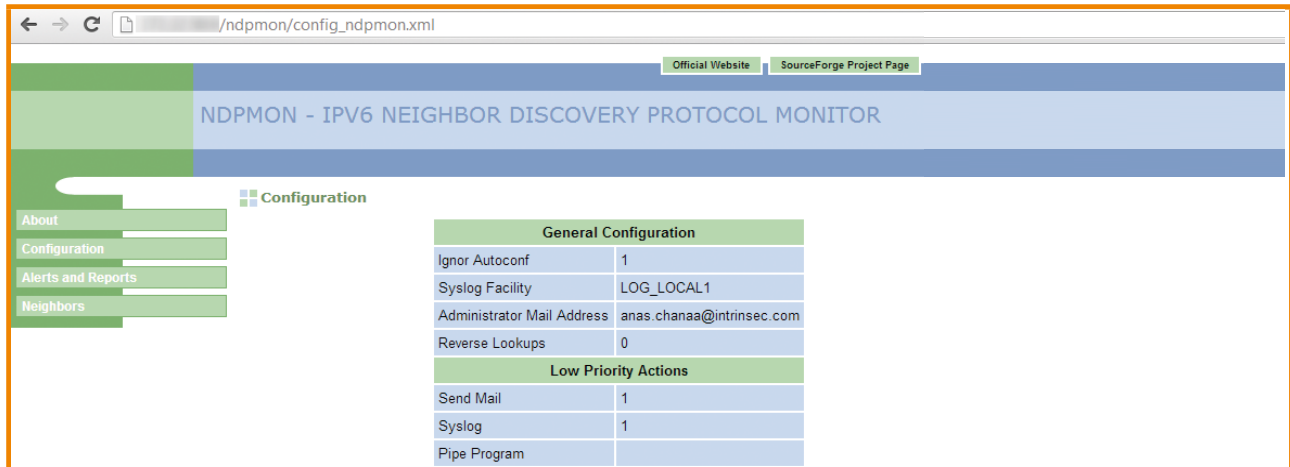 /ndpmon/config_ndpmon.xml
Official Website
SourceForge Project Page
NDPMON - IPV6 NEIGHBOR DISCOVERY PROTOCOL MONITOR
About
Configuration
Alerts and Reports
Neighbors
Configuration
General Configuration
Ignor Autoconf 1
Syslog Facility LOG_LOCAL1
Administrator Mail Address anas.chanaa@intrinsec.com
Reverse Lookups 0
Low Priority Actions
Send Mail 1
Syslog 1
Pipe Program